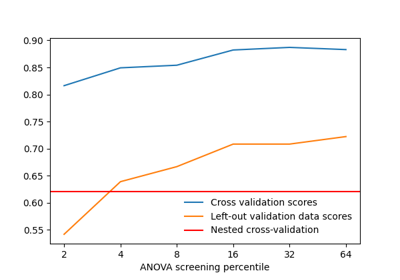 0.90
0.85
0.80
0.75
0.70
0.65
0.60
0.55
Cross validation scores
Left-out validation data scores
Nested cross-validation
2 4 8 16 32 64
ANOVA screening percentile